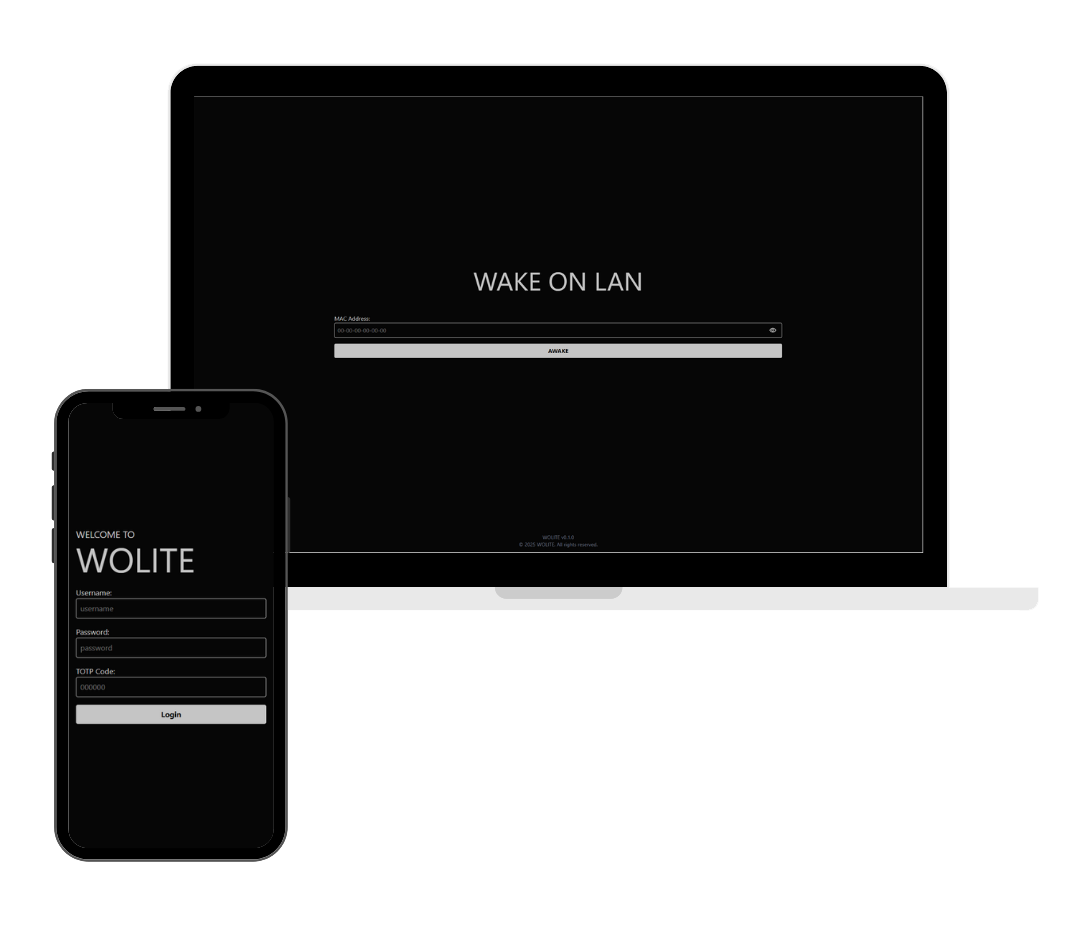 WAKE ON LAN
MAC Address:
00-00-00-00-00-00
AWAKE
WOLITE v0.1.0
© 2025 WOLITE. All rights reserved.
WELCOME TO
WOLITE
Username:
username
Password:
password
TOTP Code:
000000
Login